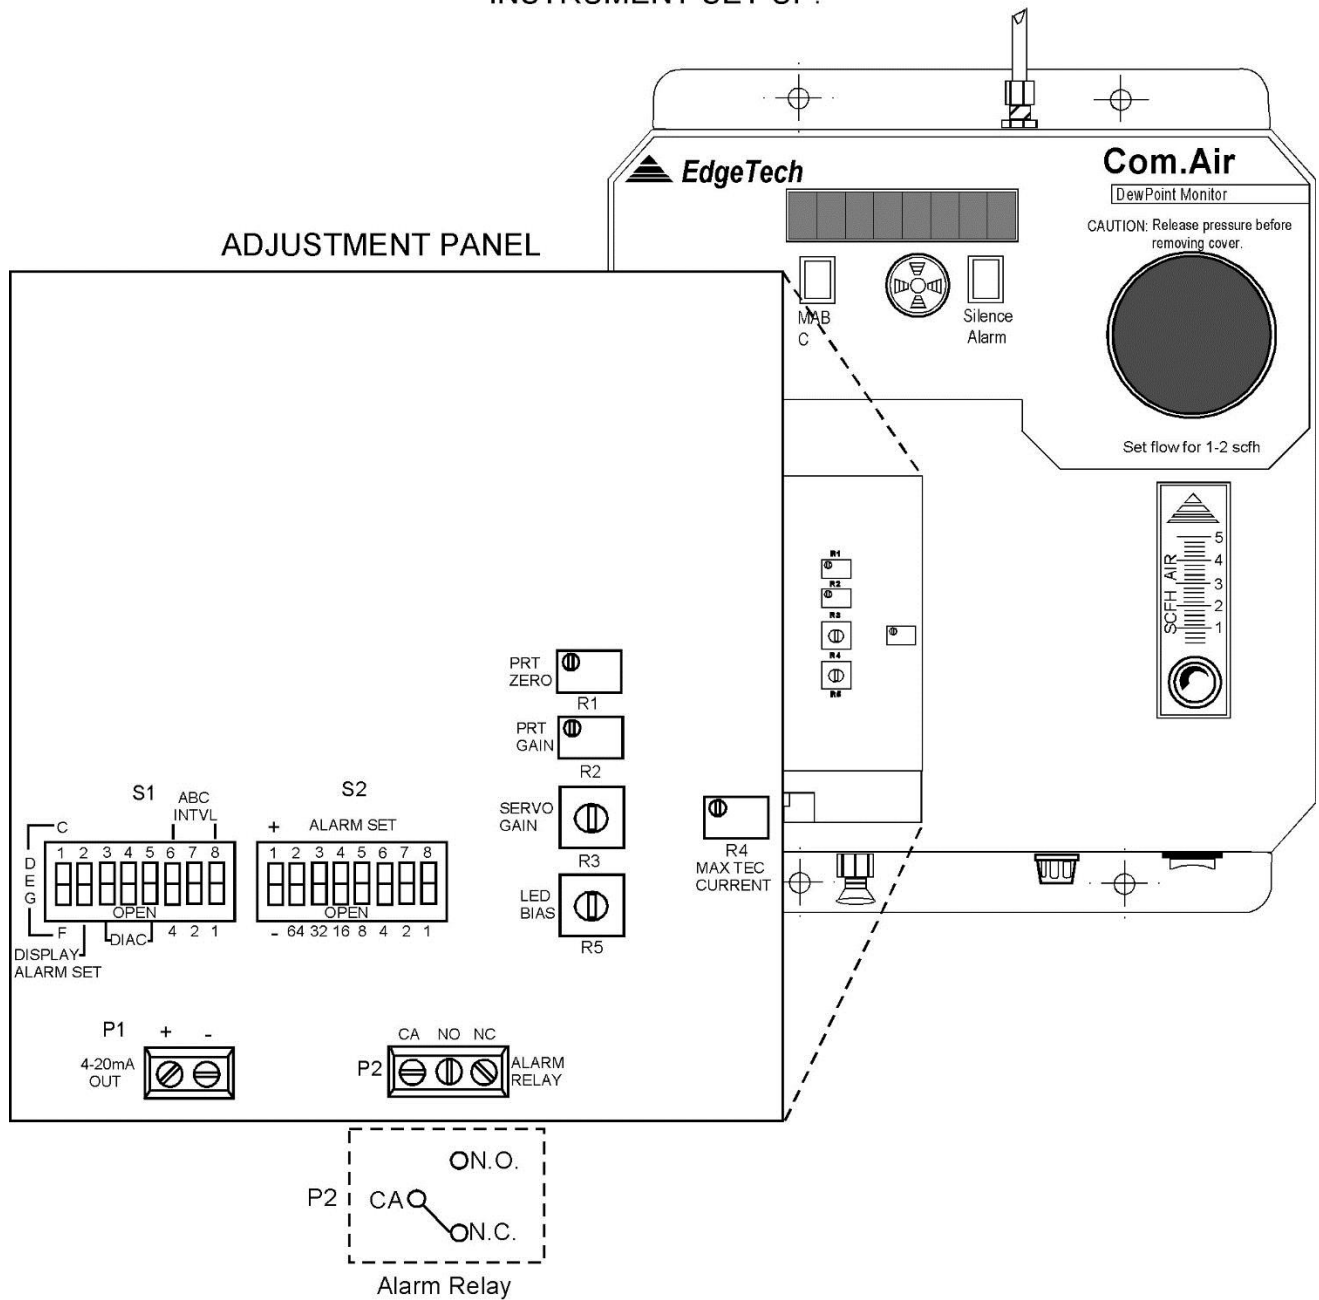 INSTRUMENT SET UP:
EdgeTech
Com.Air
DewPoint Monitor
CAUTION: Release pressure before
removing cover.
MAB
C
Silence
Alarm
Set flow for 1-2 scfh
SCFH AIR
5
4
3
2
1
R1
R2
R3
R4
R5
ADJUSTMENT PANEL
PRT
ZERO
R1
PRT
GAIN
R2
SERVO
GAIN
R3
LED
BIAS
R5
R4
MAX TEC
CURRENT
S1
ABC
INTVL
C
DEG
F
1 2 3 4 5 6 7 8
OPEN
DIAC
4 2 1
DISPLAY
ALARM SET
S2
+ ALARM SET
1 2 3 4 5 6 7 8
OPEN
- 64 32 16 8 4 2 1
P1 + -
4-20mA
OUT
CA NO NC
P2
ALARM
RELAY
N.O.
P2 CA
N.C.
Alarm Relay